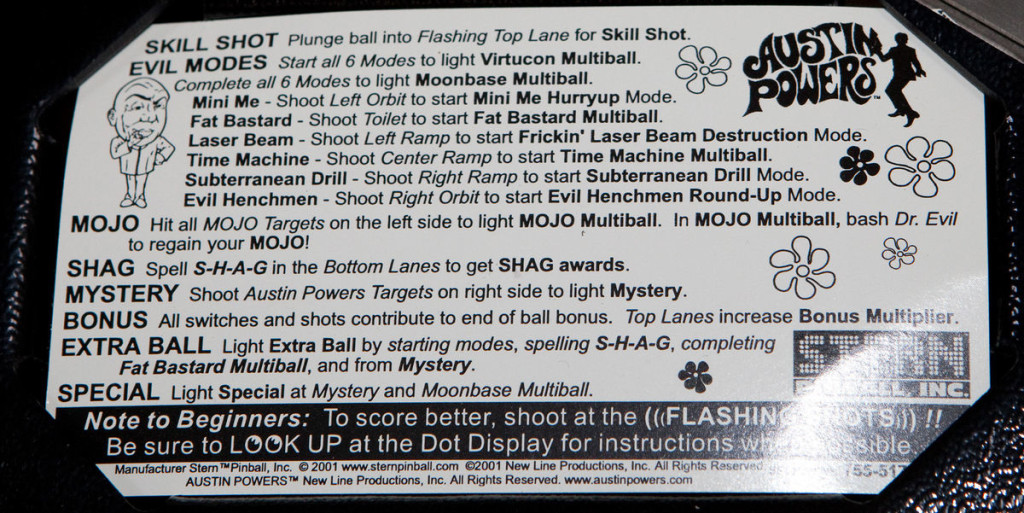 SKILL SHOT Plunge ball into Flashing Top Lane for Skill Shot.
AUSTIN POWERS™
EVIL MODES Start all 6 Modes to light Virtucon Multiball.
Complete all 6 Modes to light Moonbase Multiball.
Mini Me - Shoot Left Orbit to start Mini Me Hurryup Mode.
Fat Bastard - Shoot Toilet to start Fat Bastard Multiball.
Laser Beam - Shoot Left Ramp to start Frickin' Laser Beam Destruction Mode.
Time Machine - Shoot Center Ramp to start Time Machine Multiball.
Subterranean Drill - Shoot Right Ramp to start Subterranean Drill Mode.
Evil Henchmen - Shoot Right Orbit to start Evil Henchmen Round-Up Mode.
MOJO Hit all MOJO Targets on the left side to light MOJO Multiball. In MOJO Multiball, bash Dr. Evil
to regain your MOJO!
SHAG Spell S-H-A-G in the Bottom Lanes to get SHAG awards.
MYSTERY Shoot Austin Powers Targets on right side to light Mystery.
BONUS All switches and shots contribute to end of ball bonus. Top Lanes increase Bonus Multiplier.
EXTRA BALL Light Extra Ball by starting modes, spelling S-H-A-G, completing
Fat Bastard Multiball, and from Mystery.
STERN
PINBALL, INC.
SPECIAL Light Special at Mystery and Moonbase Multiball.
Note to Beginners: To score better, shoot at the (((FLASHING SHOTS))) !!
Be sure to LOOK UP at the Dot Display for instructions
Manufacturer Stern™Pinball, Inc. © 2001 www.sternpinball.com ©2001 New Line Productions, Inc. All Rights Reserved
AUSTIN POWERS™ New Line Productions, Inc. All Rights Reserved. www.austinpowers.com